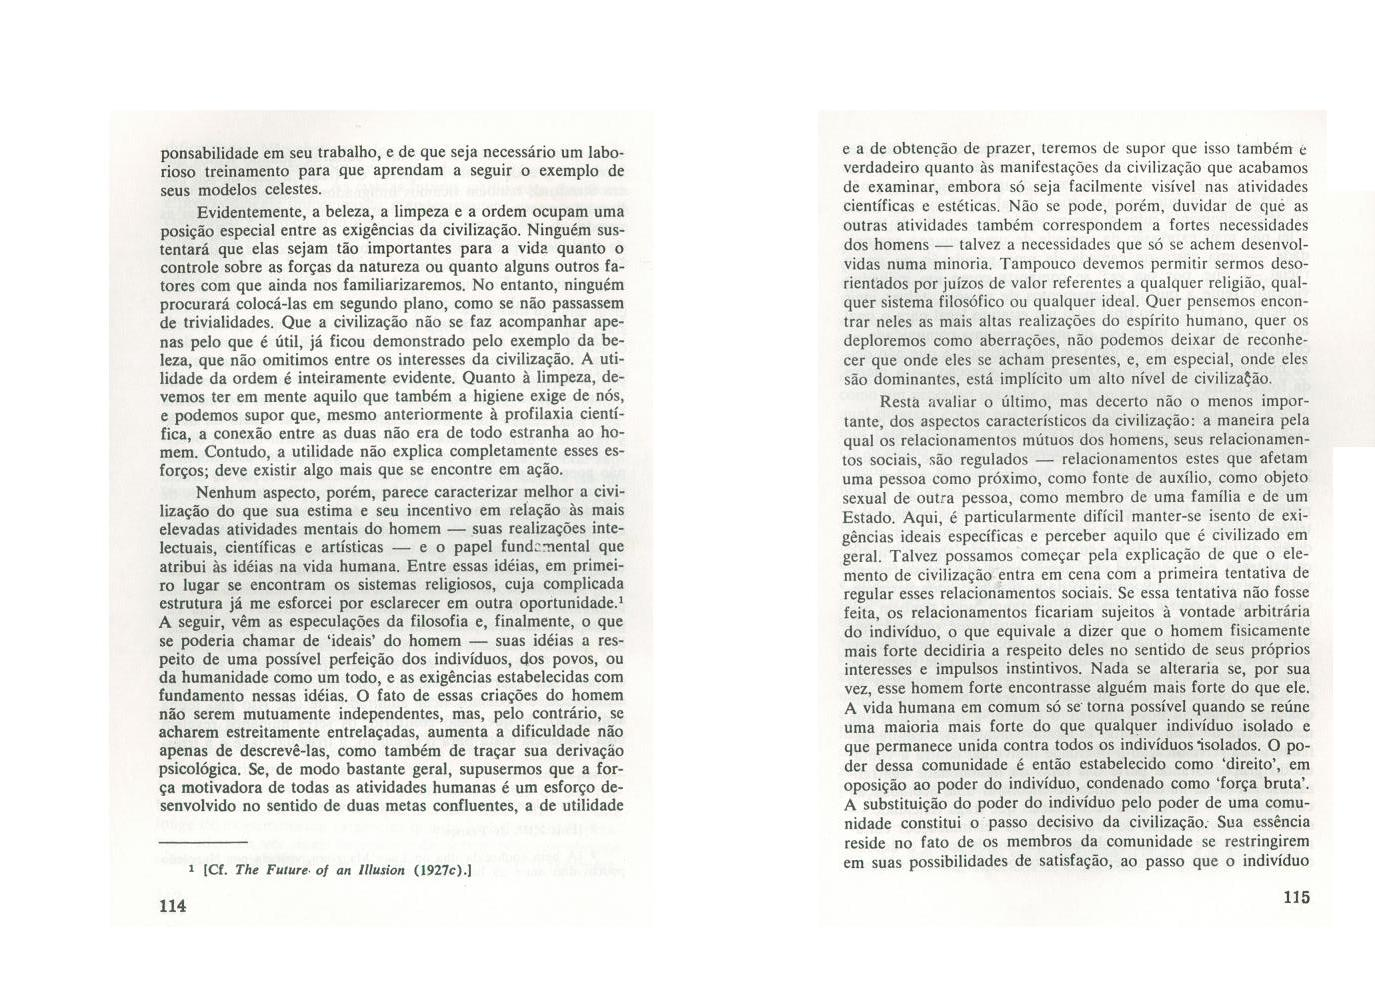 ponsabilidade em seu trabalho, e de que seja necessário um labo-
rioso treinamento para que aprendam a seguir o exemplo de
seus modelos celestes.
Evidentemente, a beleza, a limpeza e a ordem ocupam uma
posição especial entre as exigências da civilização. Ninguém sus-
tentará que elas sejam tão importantes para a vida quanto o
controle sobre as forças da natureza ou quanto alguns outros fa-
tores com que ainda nos familiarizaremos. No entanto, ninguém
procurará colocá-las em segundo plano, como se não passassem
de trivialidades. Que a civilização não se faz acompanhar ape-
nas pelo que é útil, já ficou demonstrado pelo exemplo da be-
leza, que não omitimos entre os interesses da civilização. A uti-
lidade da ordem é inteiramente evidente. Quanto à limpeza, de-
vemos ter em mente aquilo que também a higiene exige de nós,
e podemos supor que, mesmo anteriormente à profilaxia cientí-
fica, a conexão entre as duas não era de todo estranha ao ho-
mem. Contudo, a utilidade não explica completamente esses es-
forços; deve existir algo mais que se encontre em ação.
Nenhum aspecto, porém, parece caracterizar melhor a civi-
lização do que sua estima e seu incentivo em relação às mais
elevadas atividades mentais do homem — suas realizações inte-
lectuais, científicas e artísticas — e o papel fundamental que
atribui às idéias na vida humana. Entre essas idéias, em primei-
ro lugar se encontram os sistemas religiosos, cuja complicada
estrutura já me esforcei por esclarecer em outra oportunidade.¹
A seguir, vêm as especulações da filosofia e, finalmente, o que
se poderia chamar de ‘ideais’ do homem — suas idéias a res-
peito de uma possível perfeição dos indivíduos, dos povos, ou
da humanidade como um todo, e as exigências estabelecidas com
fundamento nessas idéias. O fato de essas criações do homem
não serem mutuamente independentes, mas, pelo contrário, se
acharem estreitamente entrelaçadas, aumenta a dificuldade não
apenas de descrevê-las, como também de traçar sua derivação
psicológica. Se, de modo bastante geral, supusermos que a for-
ça motivadora de todas as atividades humanas é um esforço de-
senvolvido no sentido de duas metas confluentes, a de utilidade
¹ [Cf. The Future of an Illusion (1927c).]
114
e a de obtenção de prazer, teremos de supor que isso também é
verdadeiro quanto às manifestações da civilização que acabamos
de examinar, embora só seja facilmente visível nas atividades
científicas e estéticas. Não se pode, porém, duvidar de que as
outras atividades também correspondem a fortes necessidades
dos homens — talvez a necessidades que só se achem desenvol-
vidas numa minoria. Tampouco devemos permitir sermos deso-
rientados por juízos de valor referentes a qualquer religião, qual-
quer sistema filosófico ou qualquer ideal. Quer pensemos encon-
trar neles as mais altas realizações do espírito humano, quer os
deploremos como aberrações, não podemos deixar de reconhe-
cer que onde eles se acham presentes, e, em especial, onde eles
são dominantes, está implícito um alto nível de civilização.
Resta avaliar o último, mas decerto não o menos impor-
tante, dos aspectos característicos da civilização: a maneira pela
qual os relacionamentos mútuos dos homens, seus relacionamen-
tos sociais, são regulados — relacionamentos estes que afetam
uma pessoa como próximo, como fonte de auxílio, como objeto
sexual de outra pessoa, como membro de uma família e de um
Estado. Aqui, é particularmente difícil manter-se isento de exi-
gências ideais específicas e perceber aquilo que é civilizado em
geral. Talvez possamos começar pela explicação de que o ele-
mento de civilização entra em cena com a primeira tentativa de
regular esses relacionamentos sociais. Se essa tentativa não fosse
feita, os relacionamentos ficariam sujeitos à vontade arbitrária
do indivíduo, o que equivale a dizer que o homem fisicamente
mais forte decidiria a respeito deles no sentido de seus próprios
interesses e impulsos instintivos. Nada se alteraria se, por sua
vez, esse homem forte encontrasse alguém mais forte do que ele.
A vida humana em comum só se torna possível quando se reúne
uma maioria mais forte do que qualquer indivíduo isolado e
que permanece unida contra todos os indivíduos isolados. O po-
der dessa comunidade é então estabelecido como ‘direito’, em
oposição ao poder do indivíduo, condenado como ‘força bruta’.
A substituição do poder do indivíduo pelo poder de uma comu-
nidade constitui o passo decisivo da civilização. Sua essência
reside no fato de os membros da comunidade se restringirem
em suas possibilidades de satisfação, ao passo que o indivíduo
115